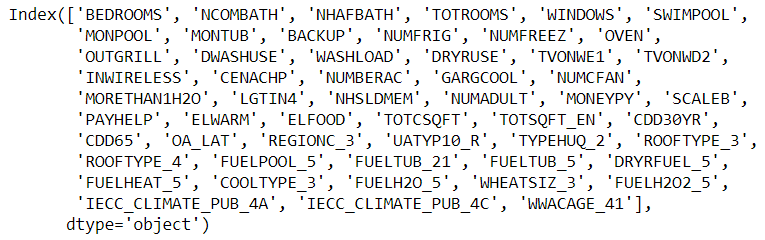 Index(['BEDROOMS', 'NCOMBATH', 'NHAFBATH', 'TOTROOMS', 'WINDOWS', 'SWIMPOOL',
'MONPOOL', 'MONTUB', 'BACKUP', 'NUMFRIG', 'NUMFREEZ', 'OVEN',
'OUTGRILL', 'DWASHUSE', 'WASHLOAD', 'DRYRUSE', 'TVONWE1', 'TVONWD2',
'INWIRELESS', 'CENACHP', 'NUMBERAC', 'GARGCOOL', 'NUMCFAN',
'MORETHAN1H2O', 'LGTIN4', 'NHSLDMEM', 'NUMADULT', 'MONEYPY', 'SCALEB',
'PAYHELP', 'ELWARM', 'ELFOOD', 'TOTCSQFT', 'TOTSQFT_EN', 'CDD30YR',
'CDD65', 'OA_LAT', 'REGIONC_3', 'UATYP10_R', 'TYPEHUQ_2', 'ROOFTYPE_3',
'ROOFTYPE_4', 'FUELPOOL_5', 'FUELTUB_21', 'FUELTUB_5', 'DRYRFUEL_5',
'FUELHEAT_5', 'COOLTYPE_3', 'FUELH2O_5', 'WHEATSIZ_3', 'FUELH2O2_5',
'IECC_CLIMATE_PUB_4A', 'IECC_CLIMATE_PUB_4C', 'WWACAGE_41'],
dtype='object')